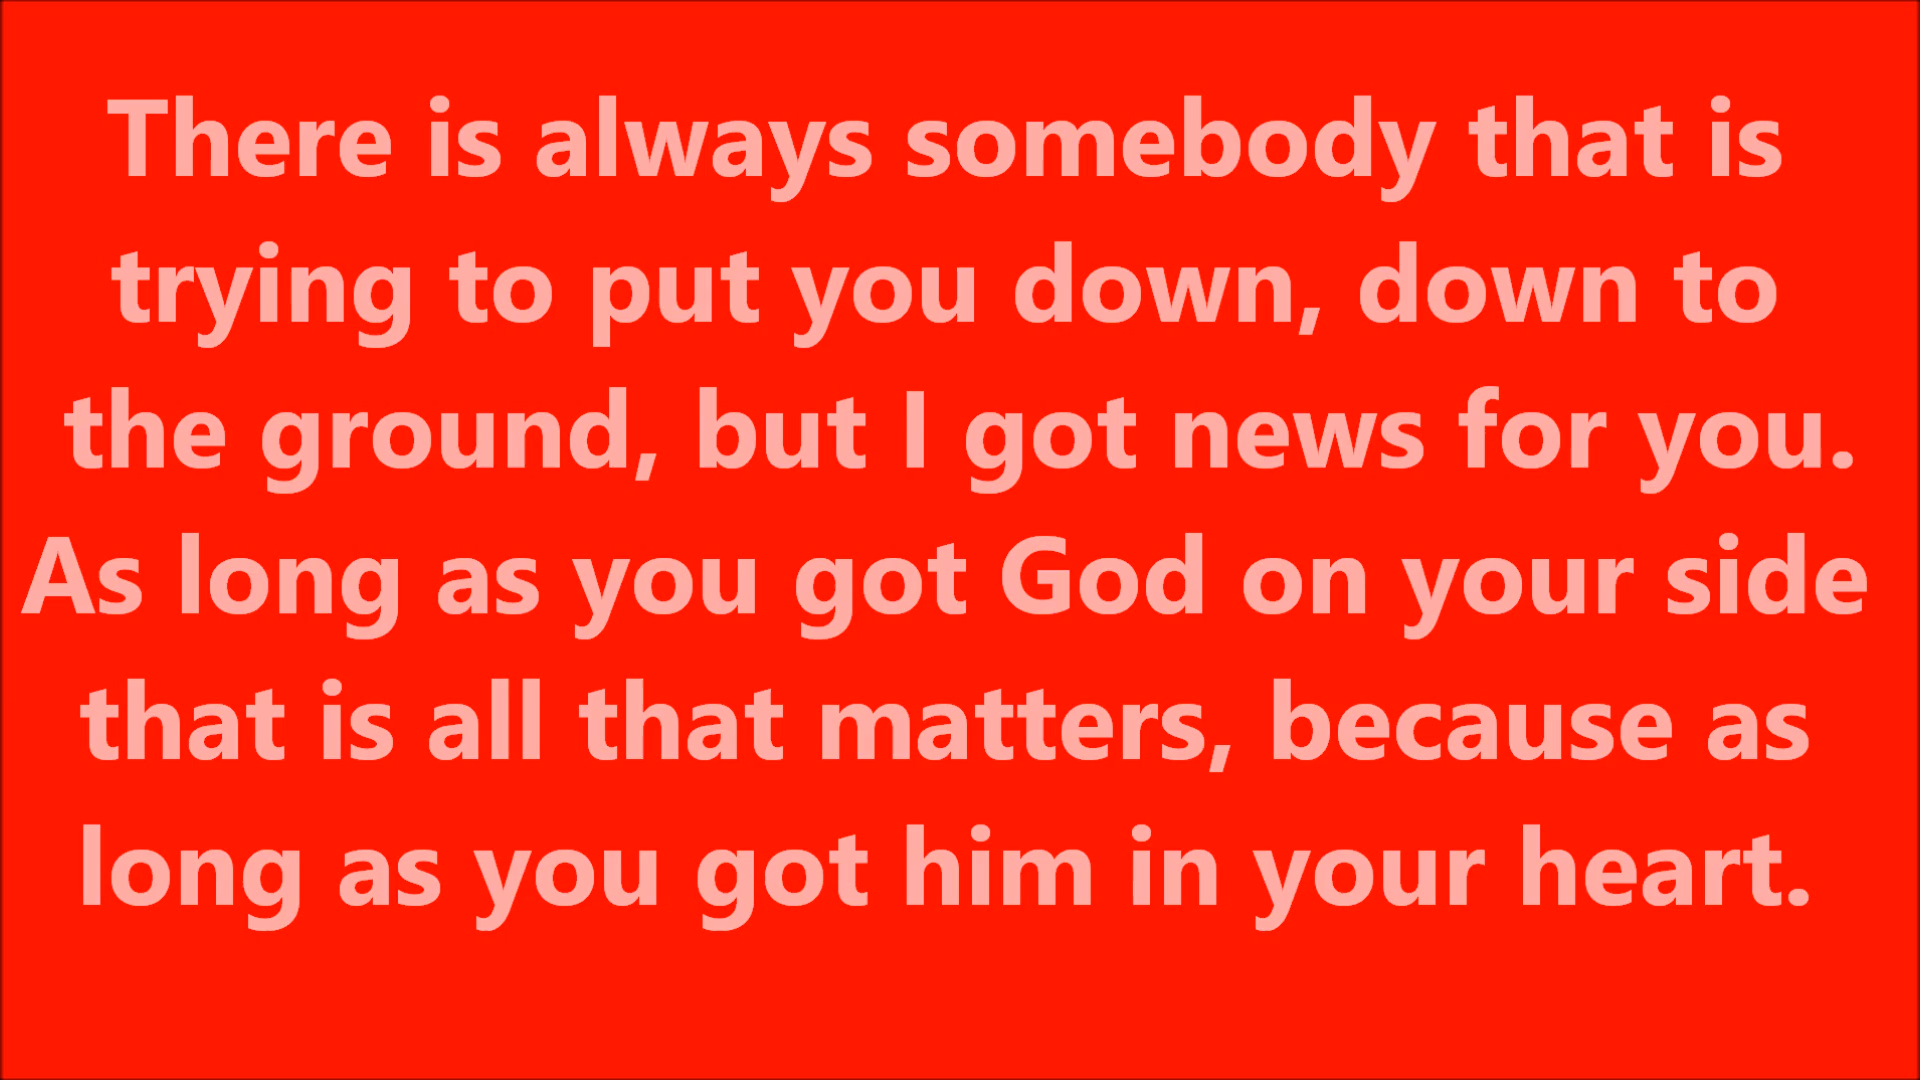 There is always somebody that is
trying to put you down, down to
the ground, but I got news for you.
As long as you got God on your side
that is all that matters, because as
long as you got him in your heart.